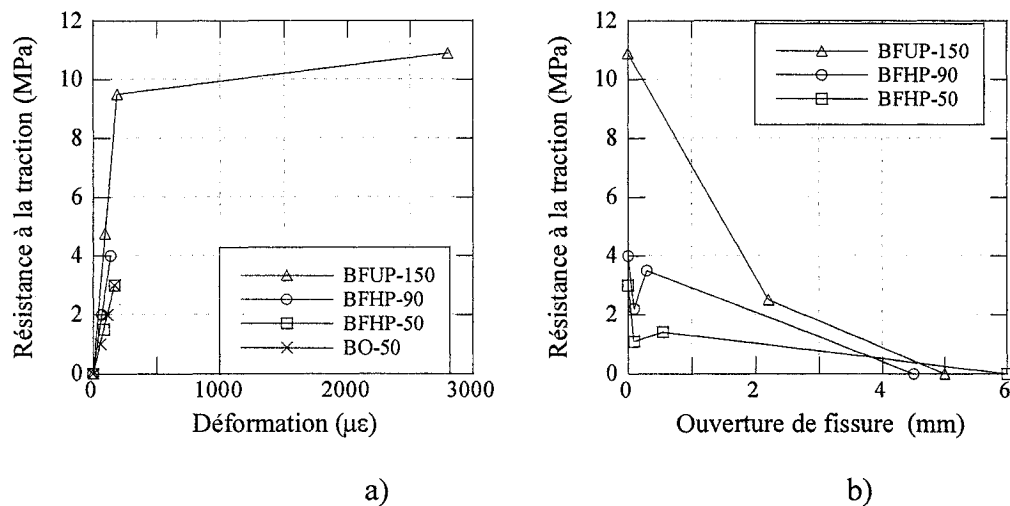 Résistance à la traction (MPa)
12
10
8
6
4
2
0
BFUP-150
BFHP-90
BFHP-50
BO-50
0
1000
2000
3000
Déformation (με)
a)
Résistance à la traction (MPa)
12
10
8
6
4
2
0
BFUP-150
BFHP-90
BFHP-50
0
2
4
6
Ouverture de fissure (mm)
b)